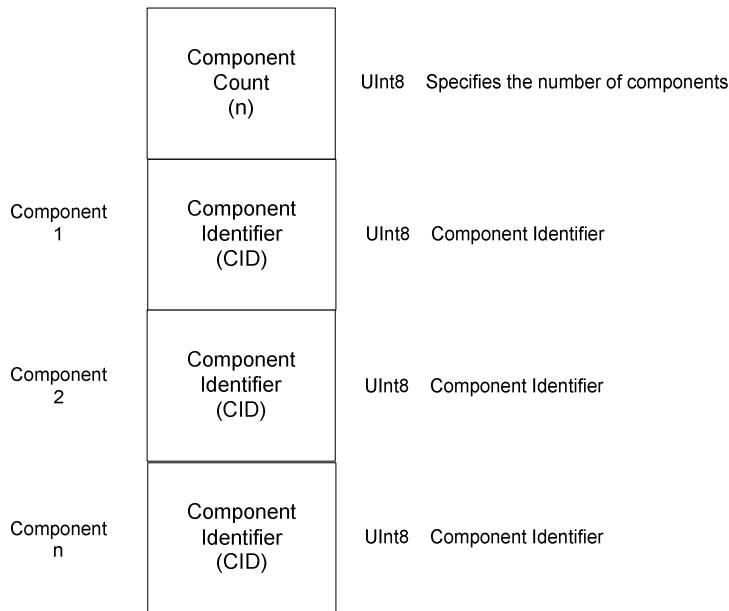 Component
Count
(n)
UInt8 Specifies the number of components
Component
1
Component
Identifier
(CID)
UInt8 Component Identifier
Component
2
Component
Identifier
(CID)
UInt8 Component Identifier
Component
n
Component
Identifier
(CID)
UInt8 Component Identifier